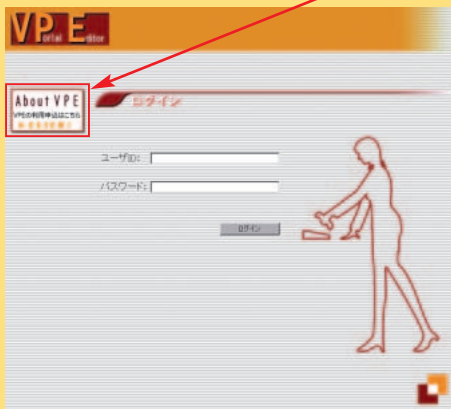 VPortal Editor
About VPE
VPEの利用申込はこちら
ログイン
ユーザID:
パスワード:
ログイン